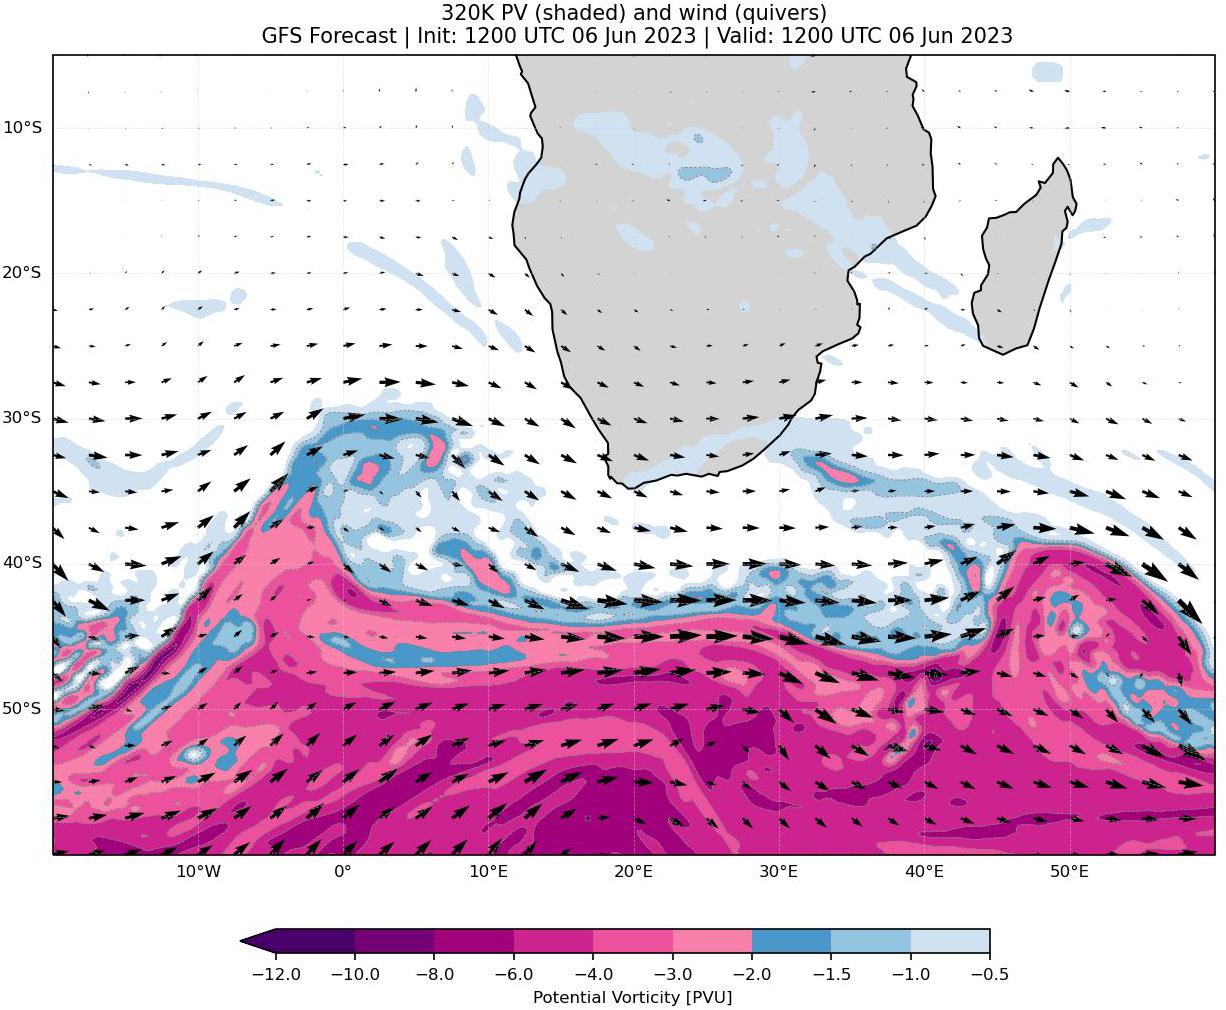 320K PV (shaded) and wind (quivers)
GFS Forecast | Init: 1200 UTC 06 Jun 2023 | Valid: 1200 UTC 06 Jun 2023
10°S
20°S
30°S
40°S
50°S
10°W 0° 10°E 20°E 30°E 40°E 50°E
−12.0 −10.0 −8.0 −6.0 −4.0 −3.0 −2.0 −1.5 −1.0 −0.5
Potential Vorticity [PVU]